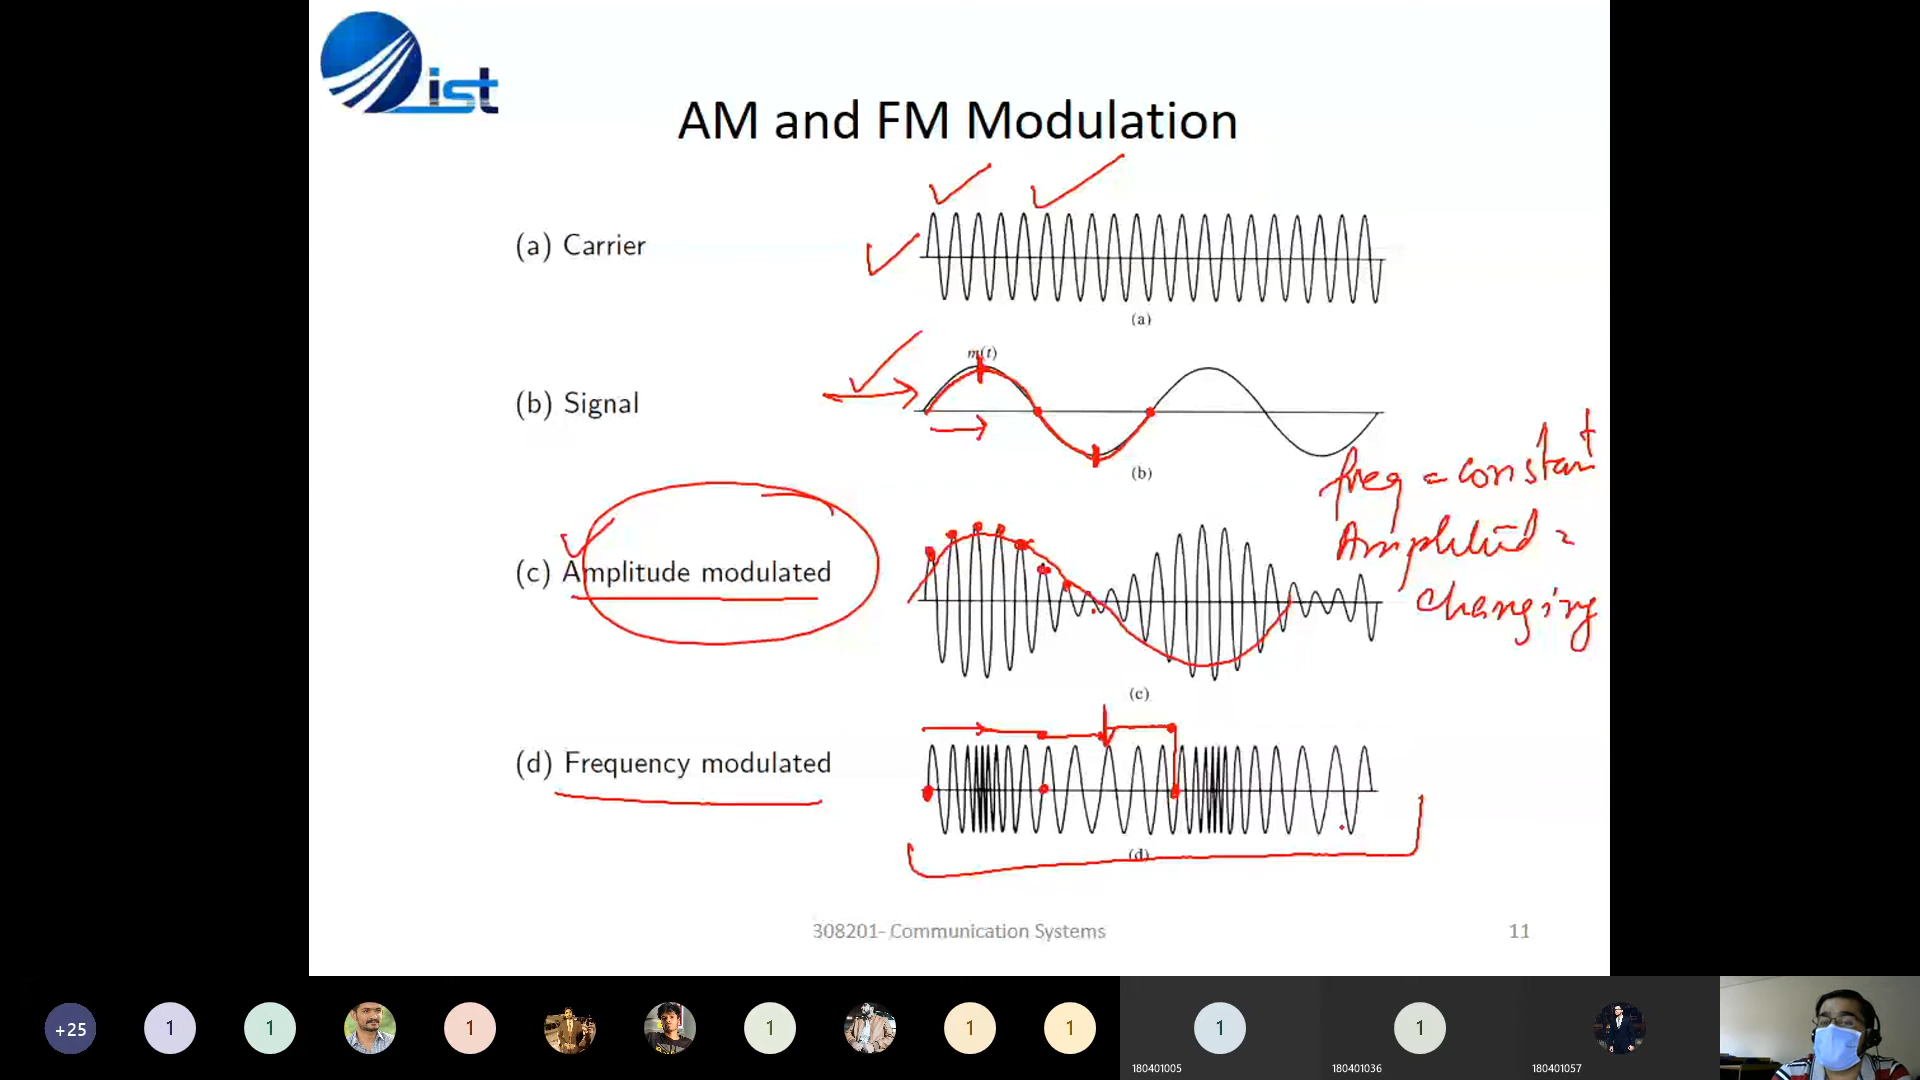 ist
AM and FM Modulation
(a) Carrier
(a)
m(t)
(b) Signal
(b)
freq = constant
Amplitud =
changing
(c) Amplitude modulated
(c)
(d) Frequency modulated
(d)
308201- Communication Systems
11
+25
1
1
1
1
1
1
1
1
180401005
180401036
180401057